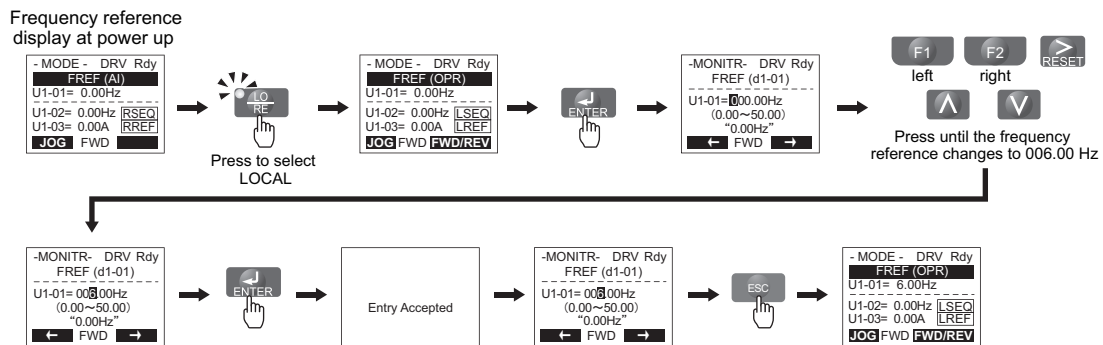 Frequency reference
display at power up
- MODE - DRV Rdy
FREF (AI)
U1-01= 0.00Hz
U1-02= 0.00Hz RSEQ
U1-03= 0.00A RREF
JOG FWD
LO
RE
Press to select
LOCAL
- MODE - DRV Rdy
FREF (OPR)
U1-01= 0.00Hz
U1-02= 0.00Hz LSEQ
U1-03= 0.00A LREF
JOG FWD FWD/REV
ENTER
-MONITR- DRV Rdy
FREF (d1-01)
U1-01=000.00Hz
(0.00~50.00)
“0.00Hz”
← FWD →
F1 F2 > RESET
left right
∧ ∨
Press until the frequency
reference changes to 006.00 Hz
-MONITR- DRV Rdy
FREF (d1-01)
U1-01= 006.00Hz
(0.00~50.00)
“0.00Hz”
← FWD →
ENTER
Entry Accepted
-MONITR- DRV Rdy
FREF (d1-01)
U1-01= 006.00Hz
(0.00~50.00)
“0.00Hz”
← FWD →
ESC
- MODE - DRV Rdy
FREF (OPR)
U1-01= 6.00Hz
U1-02= 0.00Hz LSEQ
U1-03= 0.00A LREF
JOG FWD FWD/REV